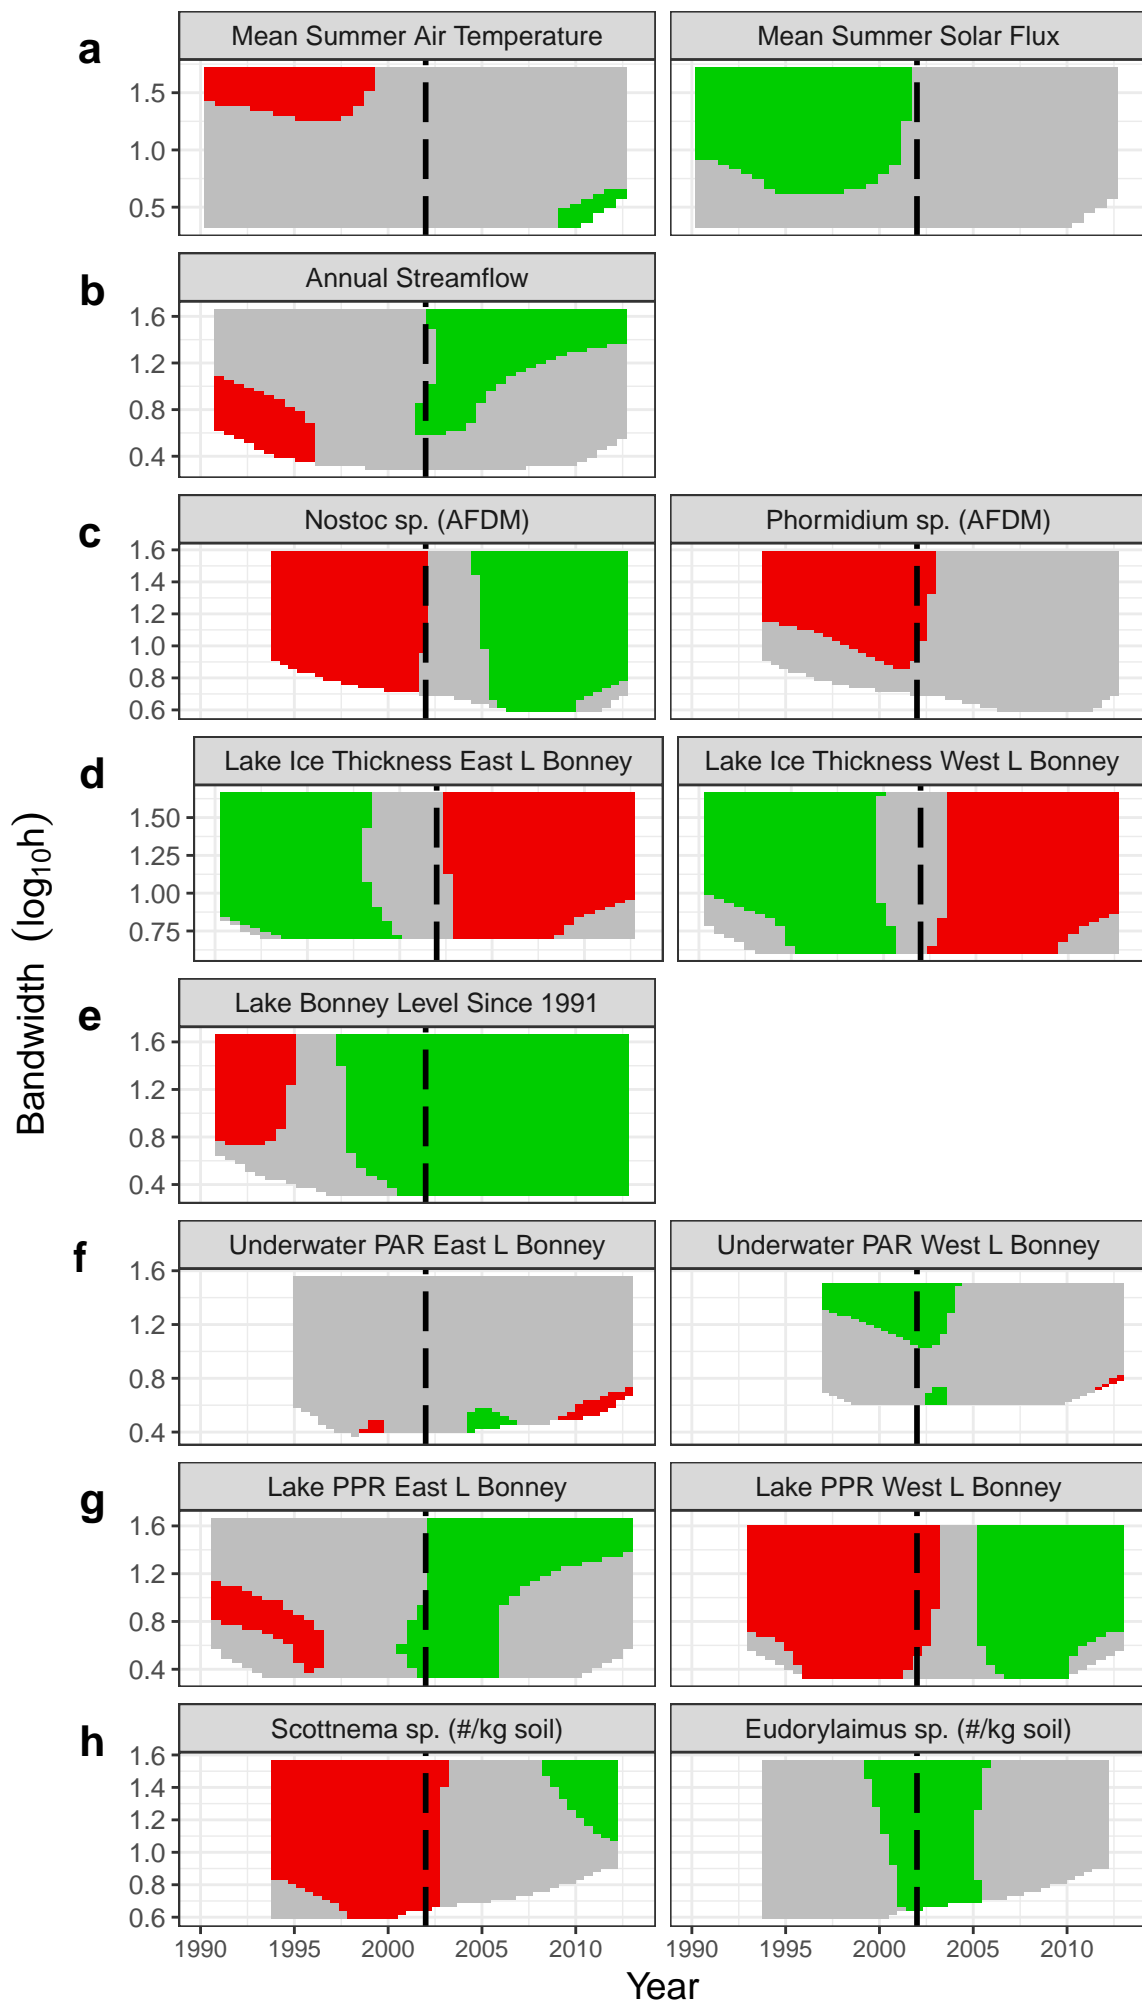 a
Mean Summer Air Temperature
Mean Summer Solar Flux
1.5
1.0
0.5
b
Annual Streamflow
1.6
1.2
0.8
0.4
c
Nostoc sp. (AFDM)
Phormidium sp. (AFDM)
1.6
1.4
1.2
1.0
0.8
0.6
d
Lake Ice Thickness East L Bonney
Lake Ice Thickness West L Bonney
1.50
1.25
1.00
0.75
Bandwidth (log₁₀h)
e
Lake Bonney Level Since 1991
1.6
1.2
0.8
0.4
f
Underwater PAR East L Bonney
Underwater PAR West L Bonney
1.6
1.2
0.8
0.4
g
Lake PPR East L Bonney
Lake PPR West L Bonney
1.6
1.2
0.8
0.4
h
Scottnema sp. (#/kg soil)
Eudorylaimus sp. (#/kg soil)
1.6
1.4
1.2
1.0
0.8
0.6
1990 1995 2000 2005 2010
1990 1995 2000 2005 2010
Year